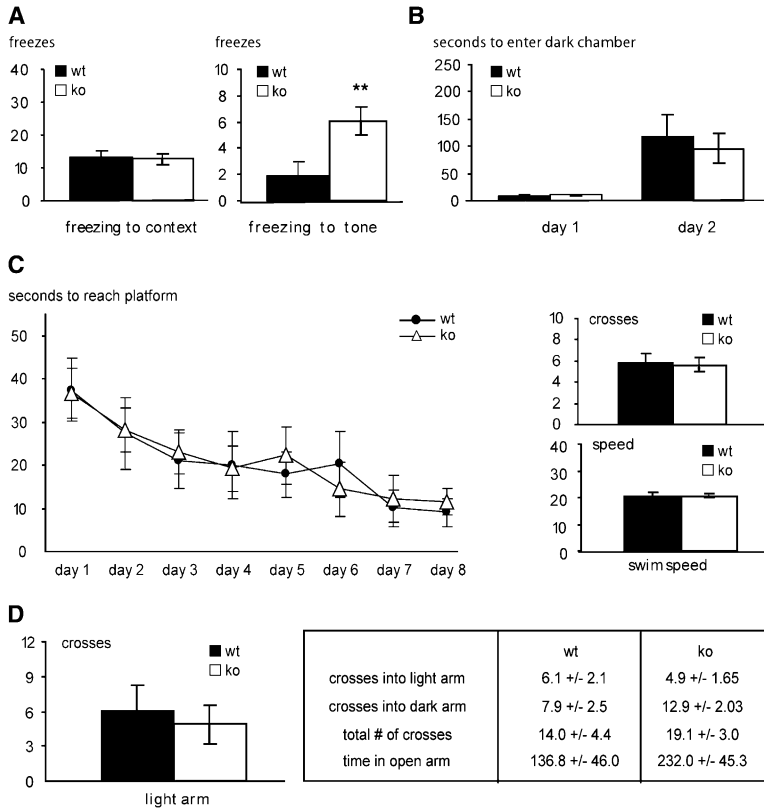 A
freezes
40
30
20
10
0
wt
ko
freezing to context
freezes
10
8
6
4
2
0
wt
ko
**
freezing to tone
B
seconds to enter dark chamber
250
200
150
100
50
0
wt
ko
day 1
day 2
C
seconds to reach platform
50
40
30
20
10
0
wt
ko
day 1 day 2 day 3 day 4 day 5 day 6 day 7 day 8
10
8
6
4
2
0
crosses
wt
ko
40
30
20
10
0
speed
wt
ko
swim speed
D
12
9
6
3
0
crosses
wt
ko
light arm
wt ko
crosses into light arm 6.1 +/- 2.1 4.9 +/- 1.65
crosses into dark arm 7.9 +/- 2.5 12.9 +/- 2.03
total # of crosses 14.0 +/- 4.4 19.1 +/- 3.0
time in open arm 136.8 +/- 46.0 232.0 +/- 45.3